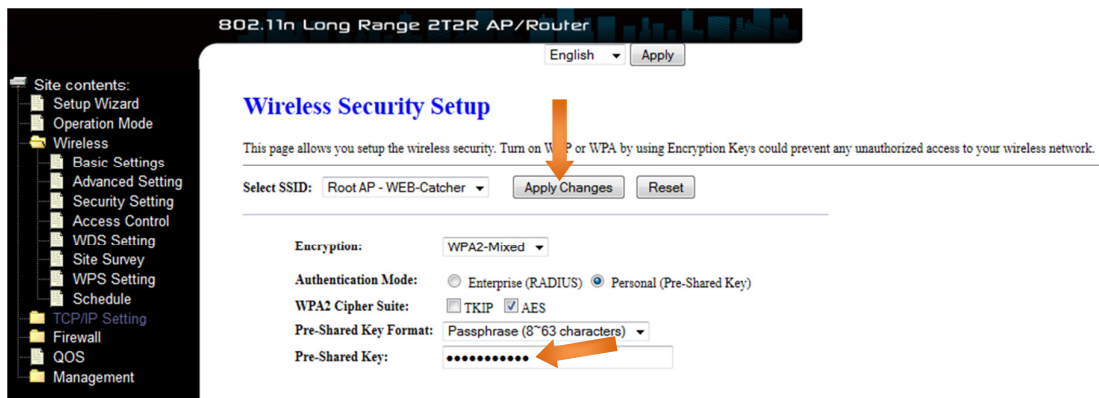 802.11n Long Range 2T2R AP/Router
English Apply
Site contents:
Setup Wizard
Operation Mode
Wireless
Basic Settings
Advanced Setting
Security Setting
Access Control
WDS Setting
Site Survey
WPS Setting
Schedule
TCP/IP Setting
Firewall
QOS
Management
Wireless Security Setup
This page allows you setup the wireless security. Turn on or WPA by using Encryption Keys could prevent any unauthorized access to your wireless network.
Select SSID: Root AP - WEB-Catcher Apply Changes Reset
Encryption: WPA2-Mixed
Authentication Mode: Enterprise (RADIUS) Personal (Pre-Shared Key)
WPA2 Cipher Suite: TKIP AES
Pre-Shared Key Format: Passphrase (8~63 characters)
Pre-Shared Key: ●●●●●●●●●●●